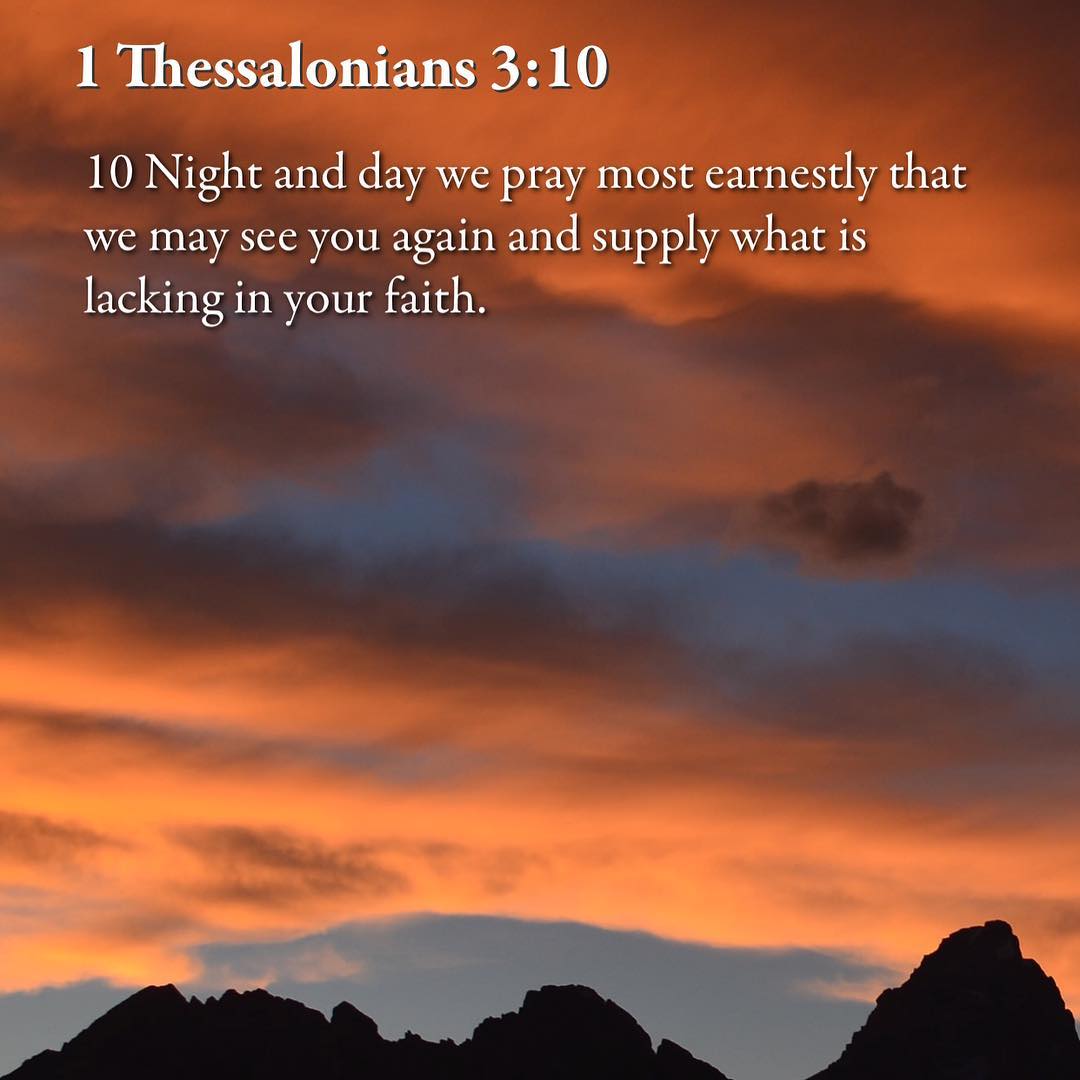 1 Thessalonians 3:10
10 Night and day we pray most earnestly that
we may see you again and supply what is
lacking in your faith.